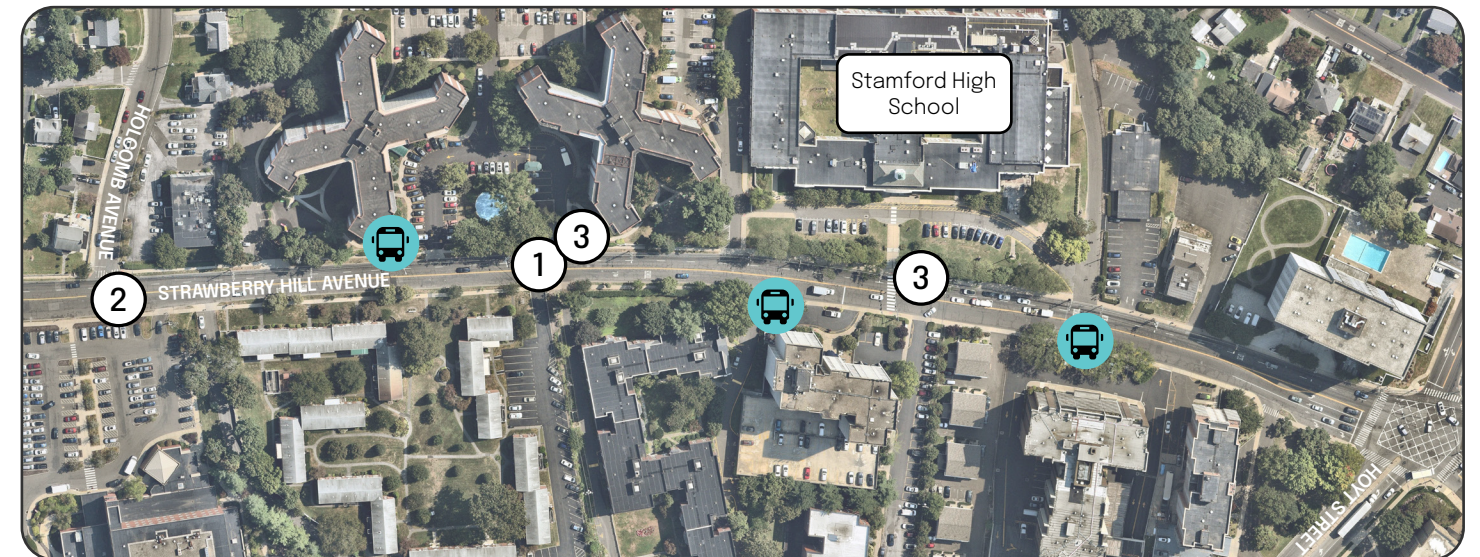 Stamford High
School
HOLCOMB AVENUE
3
1
3
2
STRAWBERRY HILL AVENUE
HOYT STREET